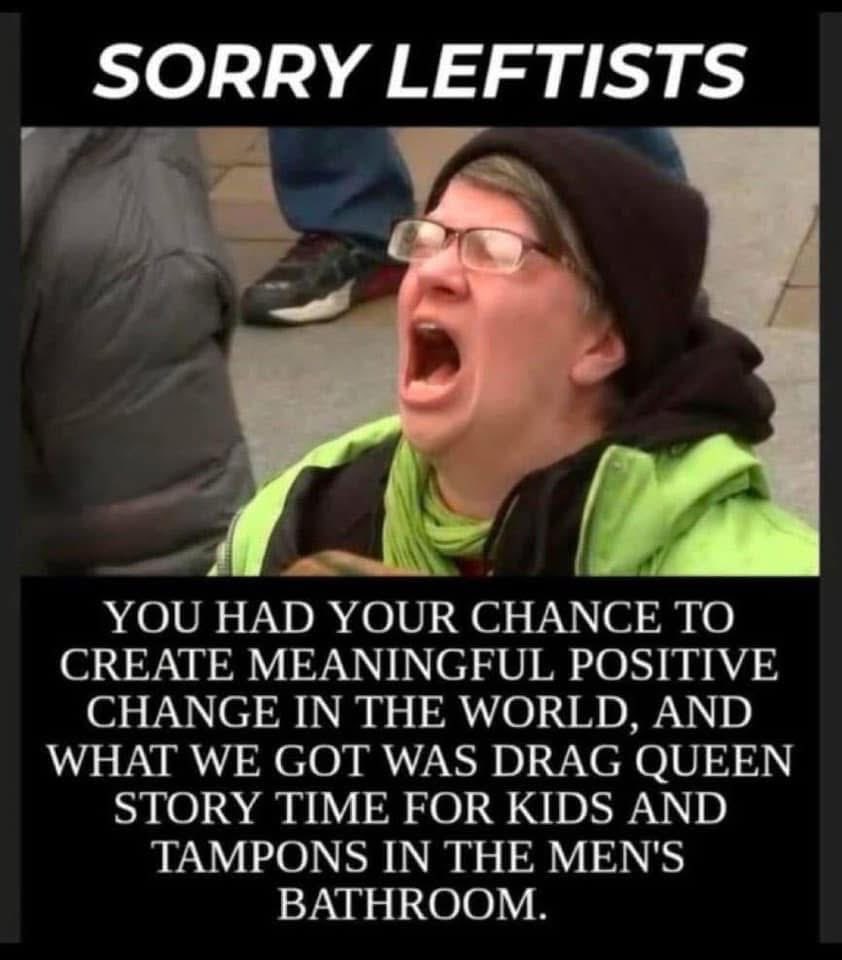 SORRY LEFTISTS
YOU HAD YOUR CHANCE TO
CREATE MEANINGFUL POSITIVE
CHANGE IN THE WORLD, AND
WHAT WE GOT WAS DRAG QUEEN
STORY TIME FOR KIDS AND
TAMPONS IN THE MEN'S
BATHROOM.